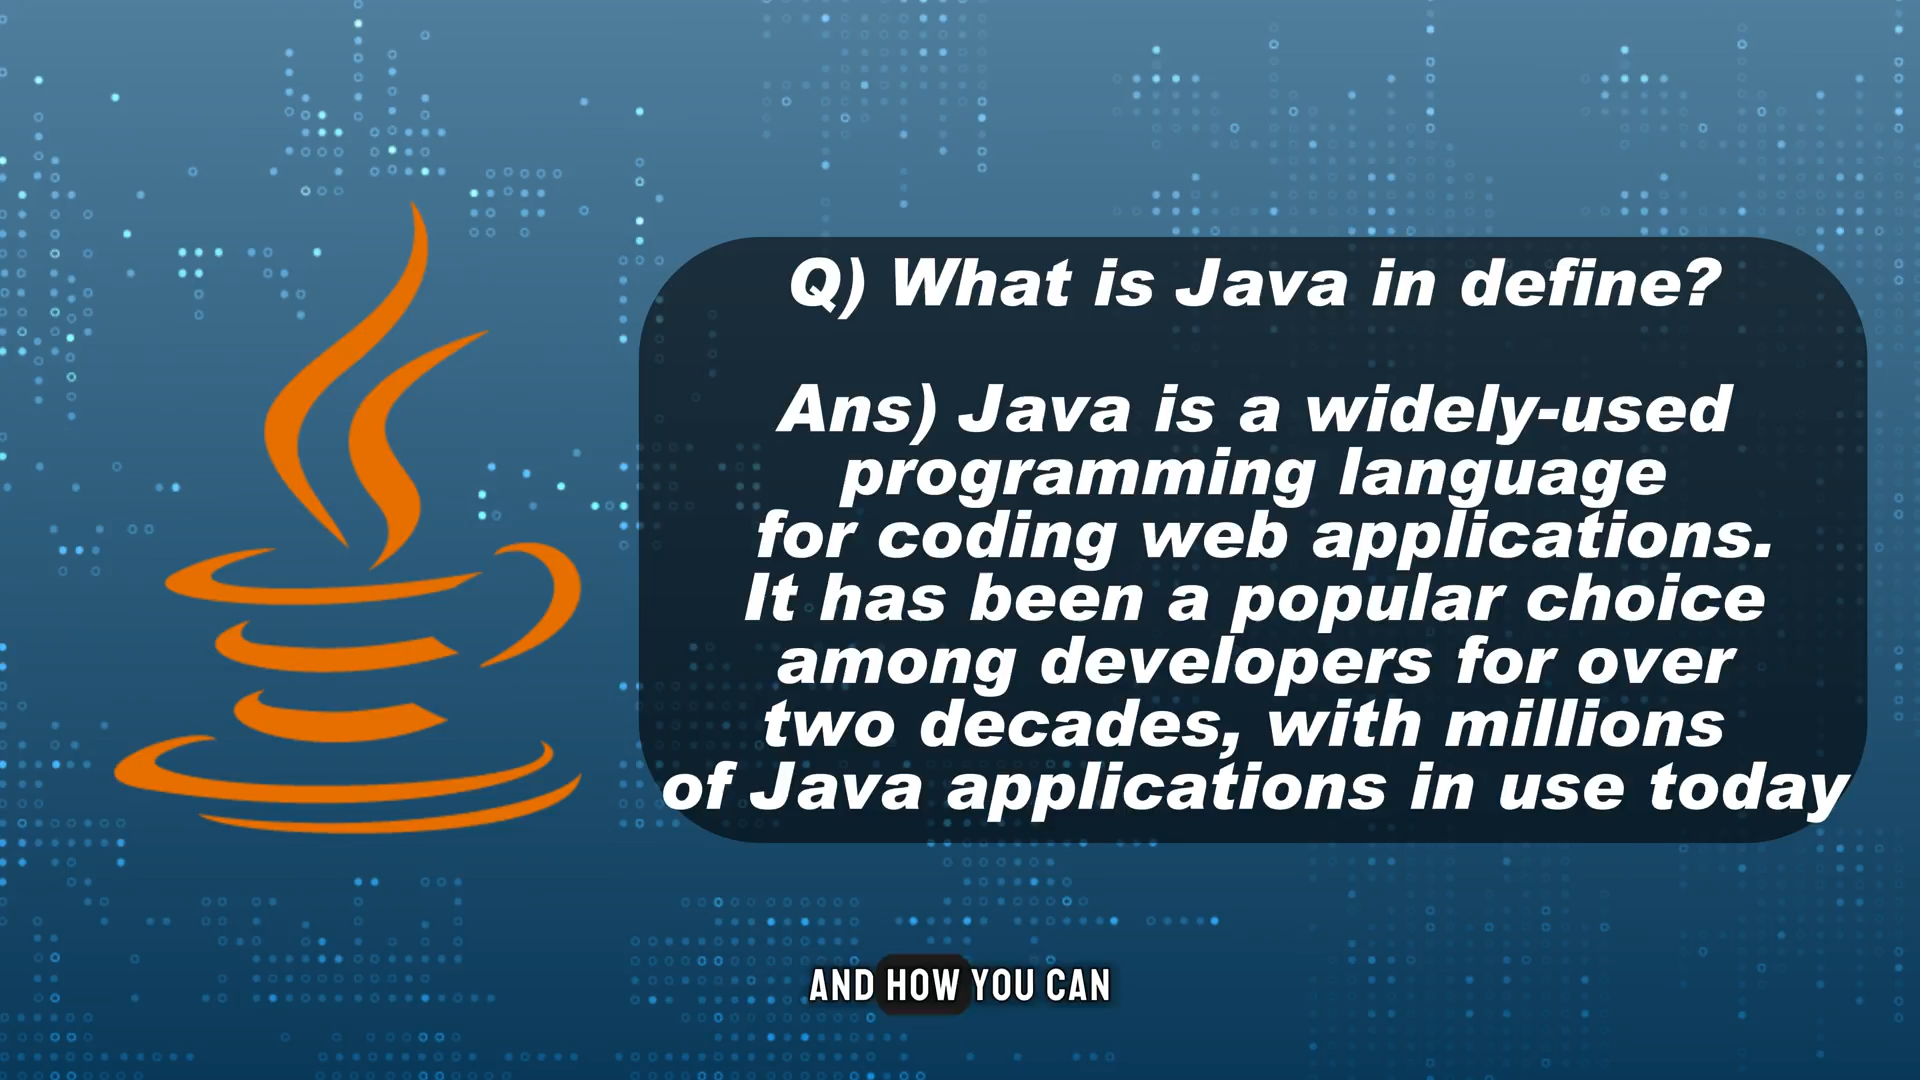 Q) What is Java in define?
Ans) Java is a widely-used
programming language
for coding web applications.
It has been a popular choice
among developers for over
two decades, with millions
of Java applications in use today
AND HOW YOU CAN